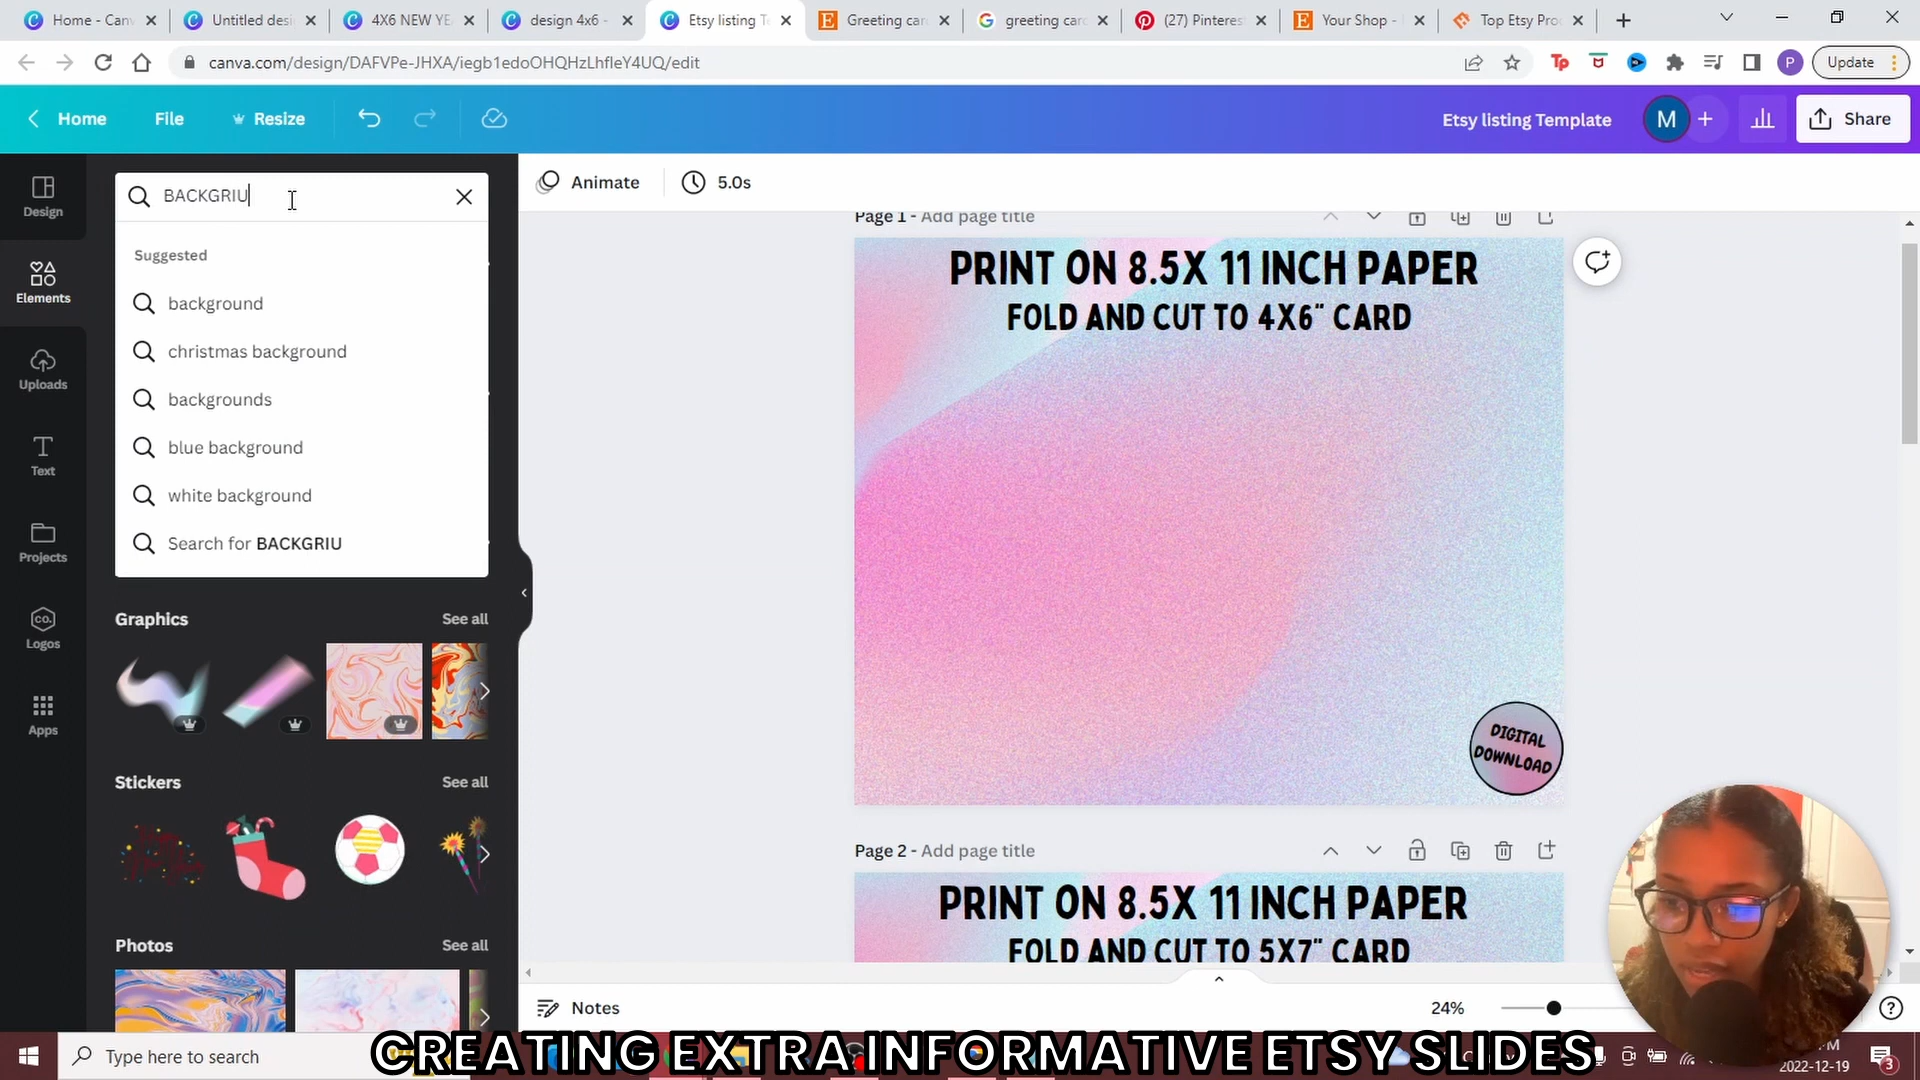 Home - Canv
Untitled desi
4X6 NEW YE
design 4x6 -
Etsy listing T
Greeting car
greeting card
(27) Pinteres
Your Shop -
Top Etsy Pro
canva.com/design/DAFVPe-JHXA/iegb1edoOHQHzLhfleY4UQ/edit
Tp
P
Update
Home
File
Resize
Etsy listing Template
M
Share
Design
Elements
Uploads
Text
Projects
CO.
Logos
Apps
BACKGRIU
Suggested
background
christmas background
backgrounds
blue background
white background
Search for BACKGRIU
Graphics
See all
Stickers
See all
Photos
See all
Animate
5.0s
Page 1 - Add page title
PRINT ON 8.5X 11 INCH PAPER
FOLD AND CUT TO 4X6" CARD
DIGITAL
DOWNLOAD
Page 2 - Add page title
PRINT ON 8.5X 11 INCH PAPER
FOLD AND CUT TO 5X7" CARD
Notes
24%
Type here to search
CREATING EXTRA INFORMATIVE ETSY SLIDES
2022-12-19
3